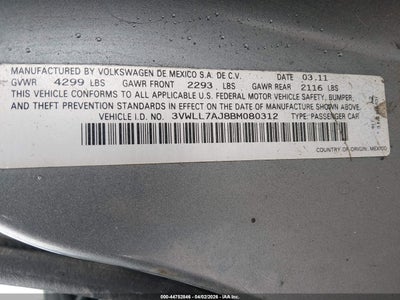 MANUFACTURED BY VOLKSWAGEN DE MEXICO S.A. DE C.V. DATE 03.11
GVWR 4299 LBS GAWR FRONT 2293 LBS GAWR REAR 2116 LBS
THIS VEHICLE CONFORMS TO ALL APPLICABLE U.S. FEDERAL MOTOR VEHICLE SAFETY, BUMPER,
AND THEFT PREVENTION STANDARDS IN EFFECT ON THE DATE OF MANUFACTURE SHOWN ABOVE.
VEHICLE I.D. NO. 3VWLL7AJ8BM080312 TYPE: PASSENGER CAR
COUNTRY OF ORIGIN: MEXICO
000-44752846 - 04/02/2026 - IAAI.COM